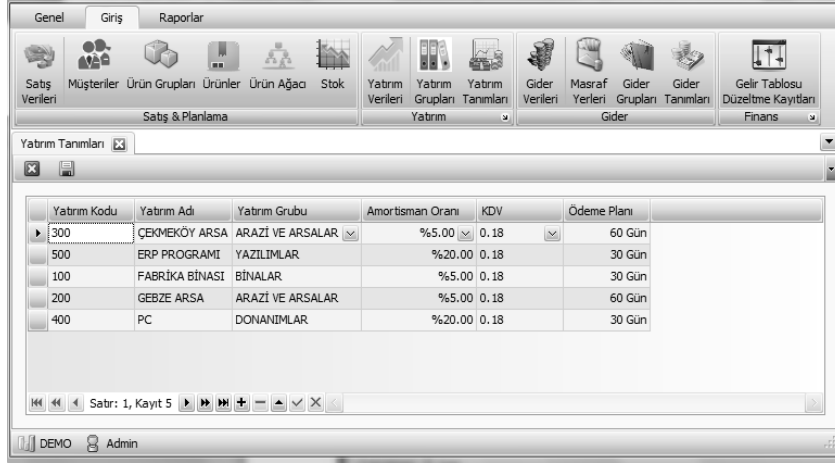 Genel Giriş Raporlar
Satış Verileri Müşteriler Ürün Grupları Ürünler Ürün Ağacı Stok Yatırım Verileri Yatırım Grupları Yatırım Tanımları Gider Verileri Masraf Yerleri Gider Grupları Gider Tanımları Gelir Tablosu Düzeltme Kayıtları
Satış & Planlama Yatırım Gider Finans
Yatırım Tanımları
Yatırım Kodu Yatırım Adı Yatırım Grubu Amortisman Oranı KDV Ödeme Planı
300 ÇEKMEKÖY ARSA ARAZİ VE ARSALAR %5.00 0.18 60 Gün
500 ERP PROGRAMI YAZILIMLAR %20.00 0.18 30 Gün
100 FABRİKA BİNASI BİNALAR %5.00 0.18 30 Gün
200 GEBZE ARSA ARAZİ VE ARSALAR %5.00 0.18 60 Gün
400 PC DONANIMLAR %20.00 0.18 30 Gün
Satır: 1, Kayıt 5
DEMO Admin